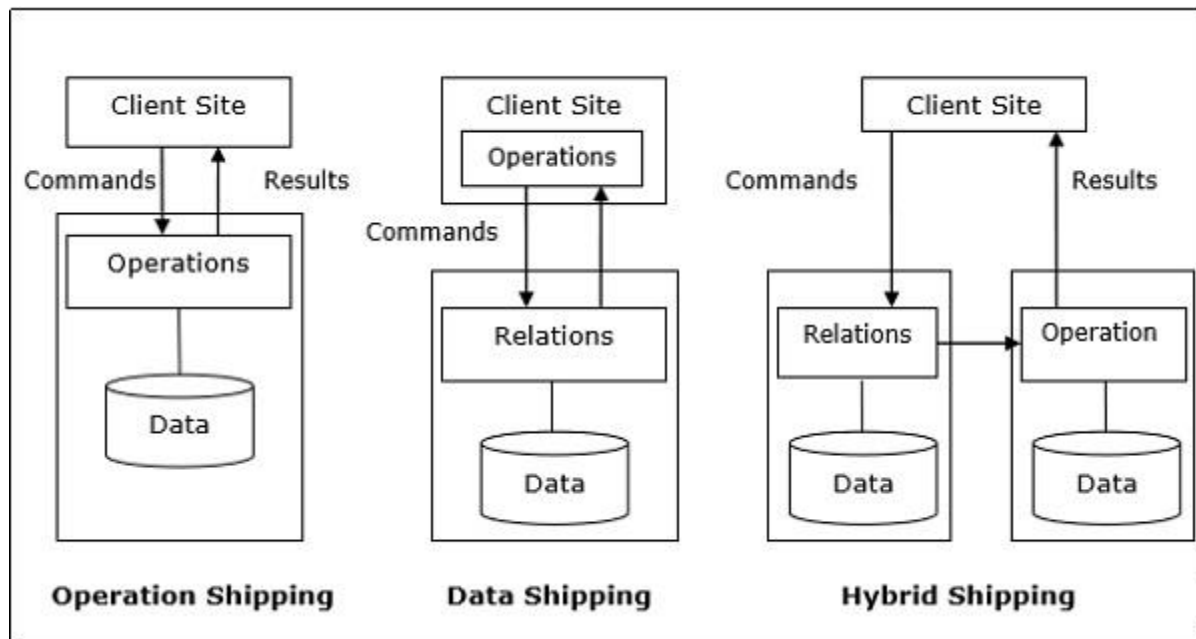 Client Site
Commands
Results
Operations
Data
Operation Shipping
Client Site
Operations
Commands
Relations
Data
Data Shipping
Client Site
Commands
Results
Relations
Operation
Data
Data
Hybrid Shipping